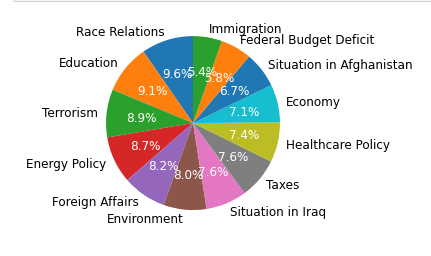 Race Relations
9.6%
Education
9.1%
Terrorism
8.9%
Energy Policy
8.7%
Foreign Affairs
8.2%
Environment
8.0%
Situation in Iraq
7.6%
Taxes
7.6%
Healthcare Policy
7.4%
Economy
7.1%
Situation in Afghanistan
6.7%
Federal Budget Deficit
5.8%
Immigration
5.4%